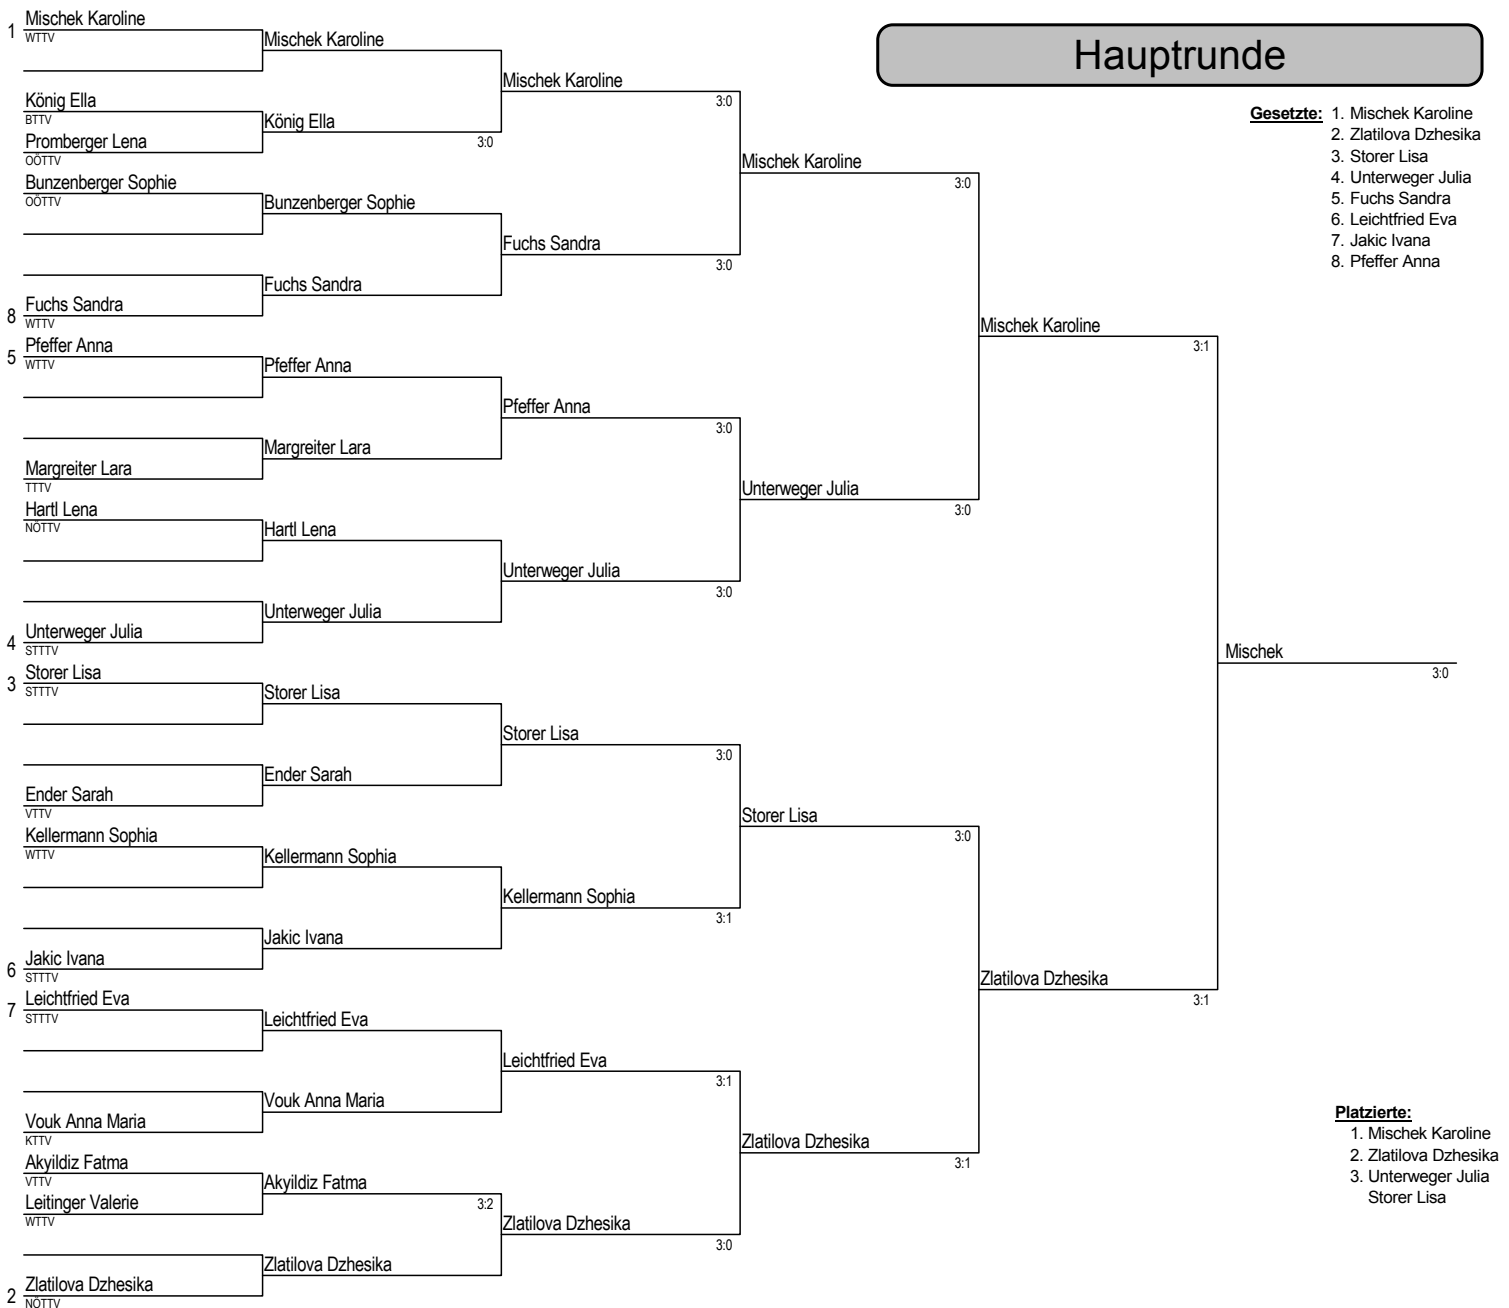 Hauptrunde
Gesetzte: 1. Mischek Karoline
2. Zlatilova Dzhesika
3. Storer Lisa
4. Unterweger Julia
5. Fuchs Sandra
6. Leichtfried Eva
7. Jakic Ivana
8. Pfeffer Anna
1 Mischek Karoline
WTTV
König Ella
BTTV
Promberger Lena
OÖTTV
Bunzenberger Sophie
OÖTTV
8 Fuchs Sandra
WTTV
5 Pfeffer Anna
WTTV
Margreiter Lara
TTTV
Hartl Lena
NÖTTV
4 Unterweger Julia
STTTV
3 Storer Lisa
STTTV
Ender Sarah
VTTV
Kellermann Sophia
WTTV
6 Jakic Ivana
STTTV
7 Leichtfried Eva
STTTV
Vouk Anna Maria
KTTV
Akyildiz Fatma
VTTV
Leitinger Valerie
WTTV
2 Zlatilova Dzhesika
NÖTTV
Mischek Karoline
König Ella
3:0
Bunzenberger Sophie
Fuchs Sandra
Pfeffer Anna
Margreiter Lara
Hartl Lena
Unterweger Julia
Storer Lisa
Ender Sarah
Kellermann Sophia
Jakic Ivana
Leichtfried Eva
Vouk Anna Maria
Akyildiz Fatma
3:2
Zlatilova Dzhesika
Mischek Karoline
3:0
Fuchs Sandra
3:0
Pfeffer Anna
3:0
Unterweger Julia
3:0
Storer Lisa
3:0
Kellermann Sophia
3:1
Leichtfried Eva
3:1
Zlatilova Dzhesika
3:0
Mischek Karoline
3:0
Unterweger Julia
3:0
Storer Lisa
3:0
Zlatilova Dzhesika
3:1
Mischek Karoline
3:1
Zlatilova Dzhesika
3:1
Mischek
3:0
Platzierte:
1. Mischek Karoline
2. Zlatilova Dzhesika
3. Unterweger Julia
Storer Lisa